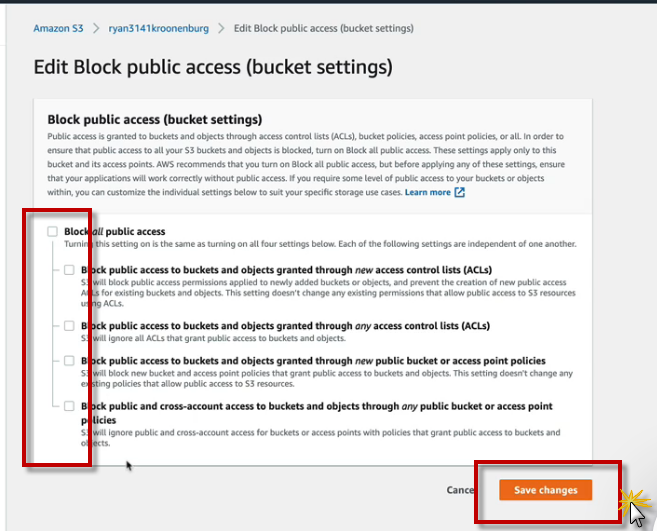 Amazon S3 > ryan3141kroonenburg > Edit Block public access (bucket settings)
Edit Block public access (bucket settings)
Block public access (bucket settings)
Public access is granted to buckets and objects through access control lists (ACLs), bucket policies, access point policies, or all. In order to
ensure that public access to all your S3 buckets and objects is blocked, turn on Block all public access. These settings apply only to this
bucket and its access points. AWS recommends that you turn on Block all public access, but before applying any of these settings, ensure
that your applications will work correctly without public access. If you require some level of public access to your buckets or objects
within, you can customize the individual settings below to suit your specific storage use cases. Learn more
Block all public access
Turning this setting on is the same as turning on all four settings below. Each of the following settings are independent of one another.
Block public access to buckets and objects granted through new access control lists (ACLs)
S3 will block public access permissions applied to newly added buckets or objects, and prevent the creation of new public access
ACLs for existing buckets and objects. This setting doesn't change any existing permissions that allow public access to S3 resources
using ACLs.
Block public access to buckets and objects granted through any access control lists (ACLs)
S3 will ignore all ACLs that grant public access to buckets and objects.
Block public access to buckets and objects granted through new public bucket or access point policies
S3 will block new bucket and access point policies that grant public access to buckets and objects. This setting doesn't change any
existing policies that allow public access to S3 resources.
Block public and cross-account access to buckets and objects through any public bucket or access point
policies
S3 will ignore public and cross-account access for buckets or access points with policies that grant public access to buckets and
objects.
Cancel Save changes